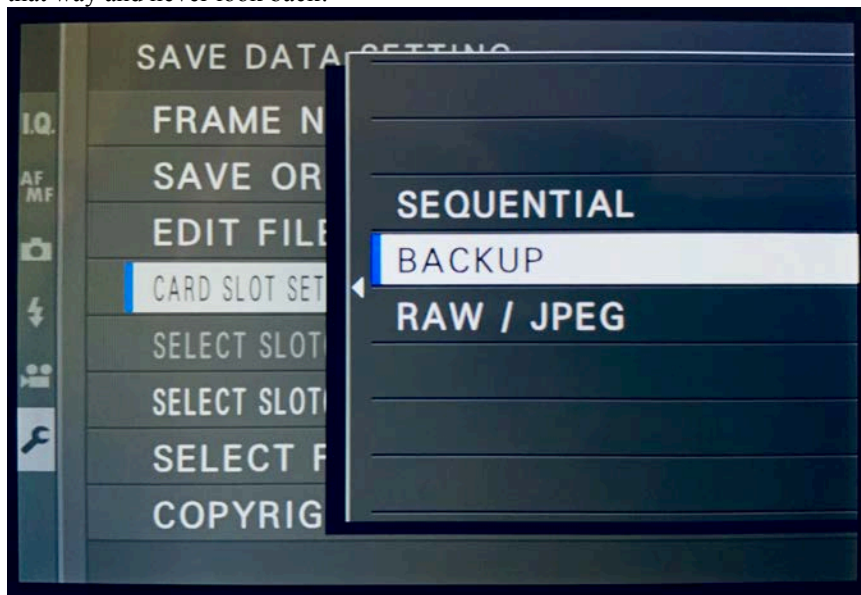 that way and never look back.
SAVE DATA SETTING
I.Q.
FRAME N
AF
MF
SAVE OR
EDIT FILE
CARD SLOT SET
SELECT SLOT
SELECT SLOT
SELECT F
COPYRIG
SEQUENTIAL
BACKUP
RAW / JPEG